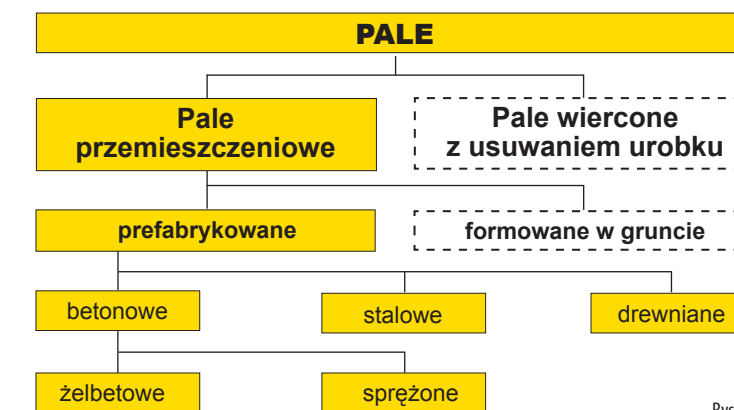 PALE
Pale
przemieszczeniowe
Pale wiercone
z usuwaniem urobku
prefabrykowane
formowane w gruncie
betonowe
stalowe
drewniane
żelbetowe
sprężone